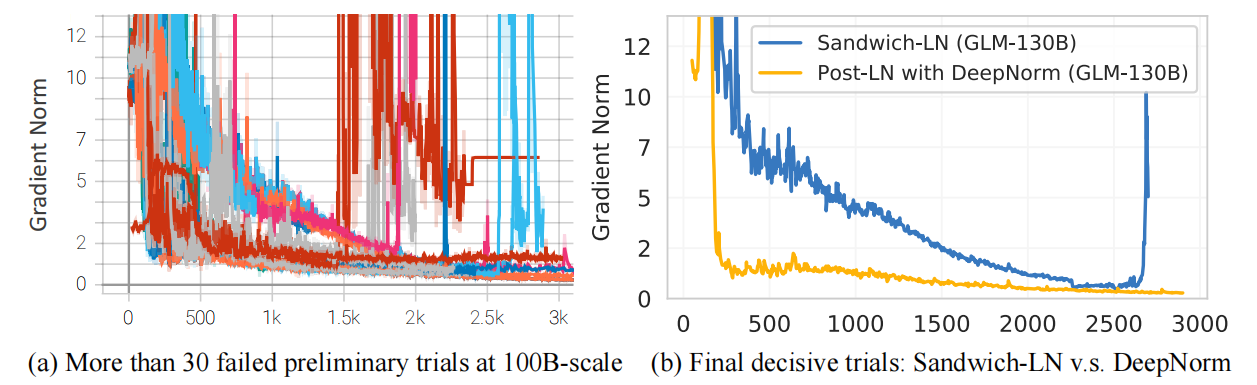 Gradient Norm
12
10
7
5
2
0
0 500 1k 1.5k 2k 2.5k 3k
(a) More than 30 failed preliminary trials at 100B-scale
Gradient Norm
12
10
7
5
2
0
Sandwich-LN (GLM-130B)
Post-LN with DeepNorm (GLM-130B)
0 500 1000 1500 2000 2500 3000
(b) Final decisive trials: Sandwich-LN v.s. DeepNorm